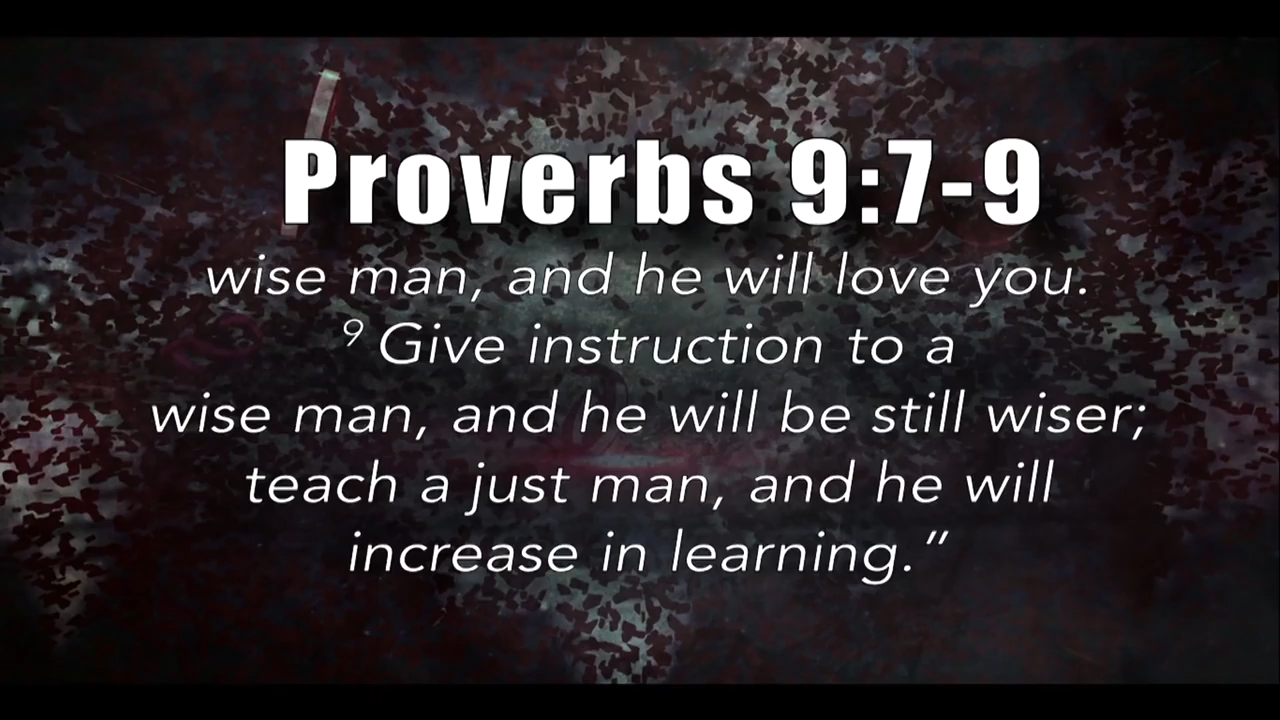 Proverbs 9:7-9
wise man, and he will love you.
⁹ Give instruction to a
wise man, and he will be still wiser;
teach a just man, and he will
increase in learning.”